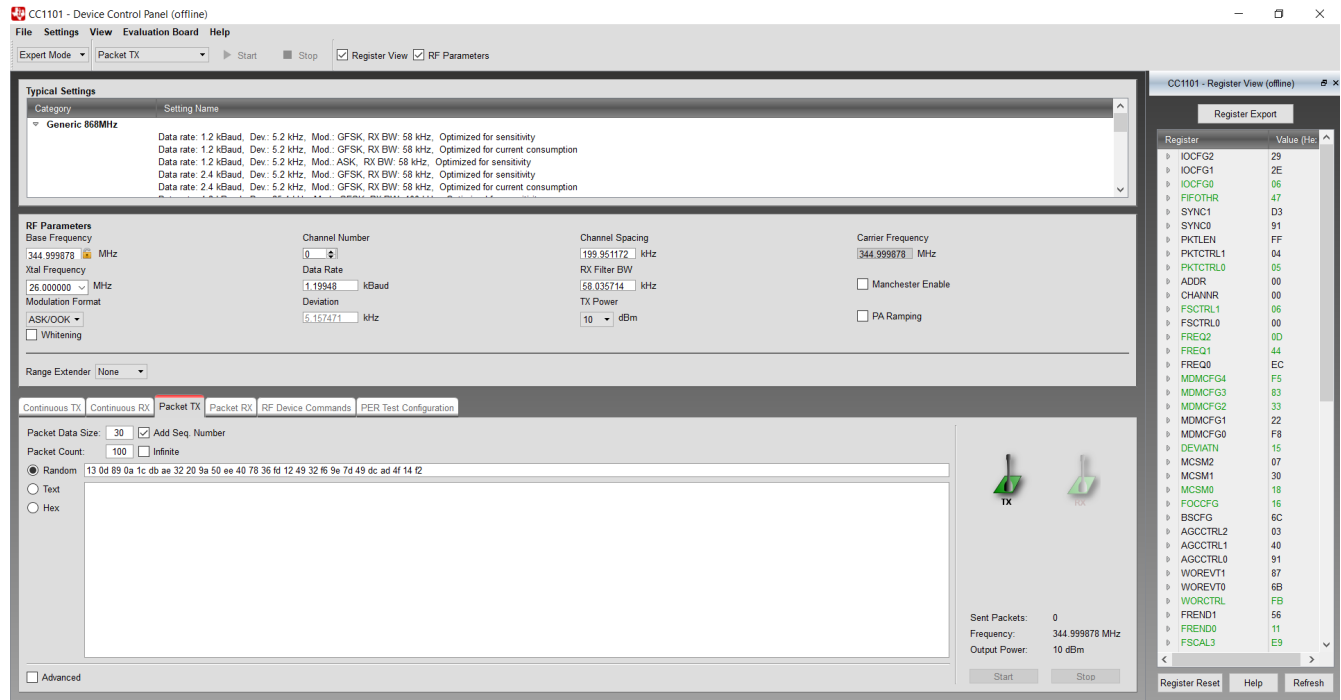 CC1101 - Device Control Panel (offline)
File Settings View Evaluation Board Help
Expert Mode Packet TX Start Stop Register View RF Parameters
Typical Settings
Category Setting Name
Generic 868MHz
Data rate: 1.2 kBaud, Dev.: 5.2 kHz, Mod.: GFSK, RX BW: 58 kHz, Optimized for sensitivity
Data rate: 1.2 kBaud, Dev.: 5.2 kHz, Mod.: GFSK, RX BW: 58 kHz, Optimized for current consumption
Data rate: 1.2 kBaud, Dev.: 5.2 kHz, Mod.: ASK, RX BW: 58 kHz, Optimized for sensitivity
Data rate: 2.4 kBaud, Dev.: 5.2 kHz, Mod.: GFSK, RX BW: 58 kHz, Optimized for sensitivity
Data rate: 2.4 kBaud, Dev.: 5.2 kHz, Mod.: GFSK, RX BW: 58 kHz, Optimized for current consumption
RF Parameters
Base Frequency Channel Number Channel Spacing Carrier Frequency
344.999878 MHz 0 199.951172 kHz 344.999878 MHz
Xtal Frequency Data Rate RX Filter BW
26.000000 MHz 1.19948 kBaud 58.035714 kHz Manchester Enable
Modulation Format Deviation TX Power
ASK/OOK 5.157471 kHz 10 dBm PA Ramping
Whitening
Range Extender None
Continuous TX Continuous RX Packet TX Packet RX RF Device Commands PER Test Configuration
Packet Data Size: 30 Add Seq. Number
Packet Count: 100 Infinite
Random 13 0d 89 0a 1c db ae 32 20 9a 50 ee 40 78 36 fd 12 49 32 f6 9e 7d 49 dc ad 4f 14 f2
Text
Hex
TX
RX
Sent Packets: 0
Frequency: 344.999878 MHz
Output Power: 10 dBm
Start Stop
Advanced
CC1101 - Register View (offline)
Register Export
Register Value (He:
IOCFG2 29
IOCFG1 2E
IOCFG0 06
FIFOTHR 47
SYNC1 D3
SYNC0 91
PKTLEN FF
PKTCTRL1 04
PKTCTRL0 05
ADDR 00
CHANNR 00
FSCTRL1 06
FSCTRL0 00
FREQ2 0D
FREQ1 44
FREQ0 EC
MDMCFG4 F5
MDMCFG3 83
MDMCFG2 33
MDMCFG1 22
MDMCFG0 F8
DEVIATN 15
MCSM2 07
MCSM1 30
MCSM0 18
FOCCFG 16
BSCFG 6C
AGCCTRL2 03
AGCCTRL1 40
AGCCTRL0 91
WOREVT1 87
WOREVT0 6B
WORCTRL FB
FREND1 56
FREND0 11
FSCAL3 E9
Register Reset Help Refresh